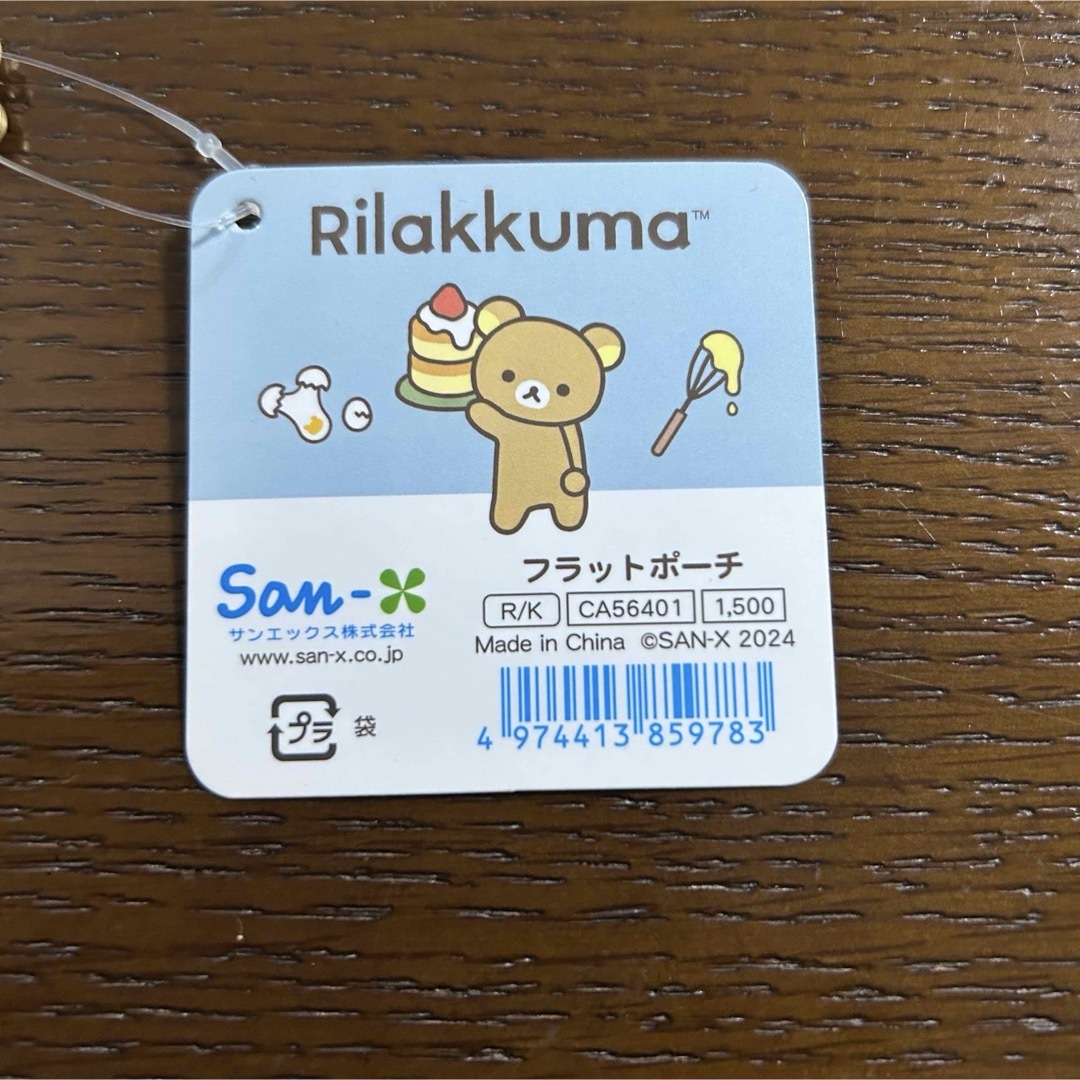 Rilakkuma™
San-X
サンエックス株式会社
www.san-x.co.jp
プラ 袋
フラットポーチ
R/K CA56401 1,500
Made in China ©SAN-X 2024
4 974413 859783